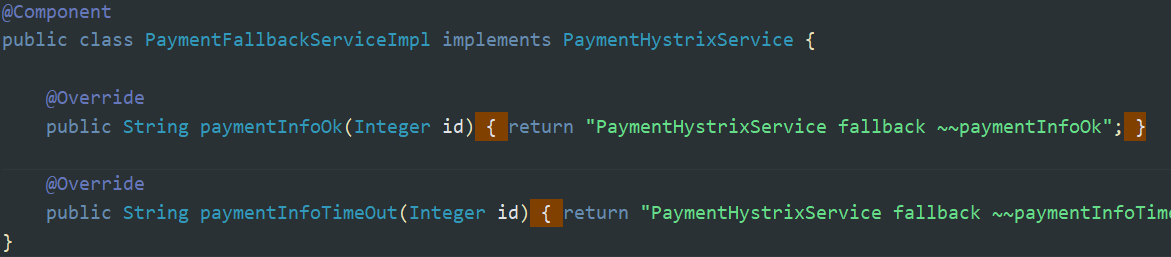 @Component
public class PaymentFallbackServiceImpl implements PaymentHystrixService {
@Override
public String paymentInfoOk(Integer id) { return "PaymentHystrixService fallback ~~paymentInfoOk"; }
@Override
public String paymentInfoTimeOut(Integer id) { return "PaymentHystrixService fallback ~~paymentInfoTime
}